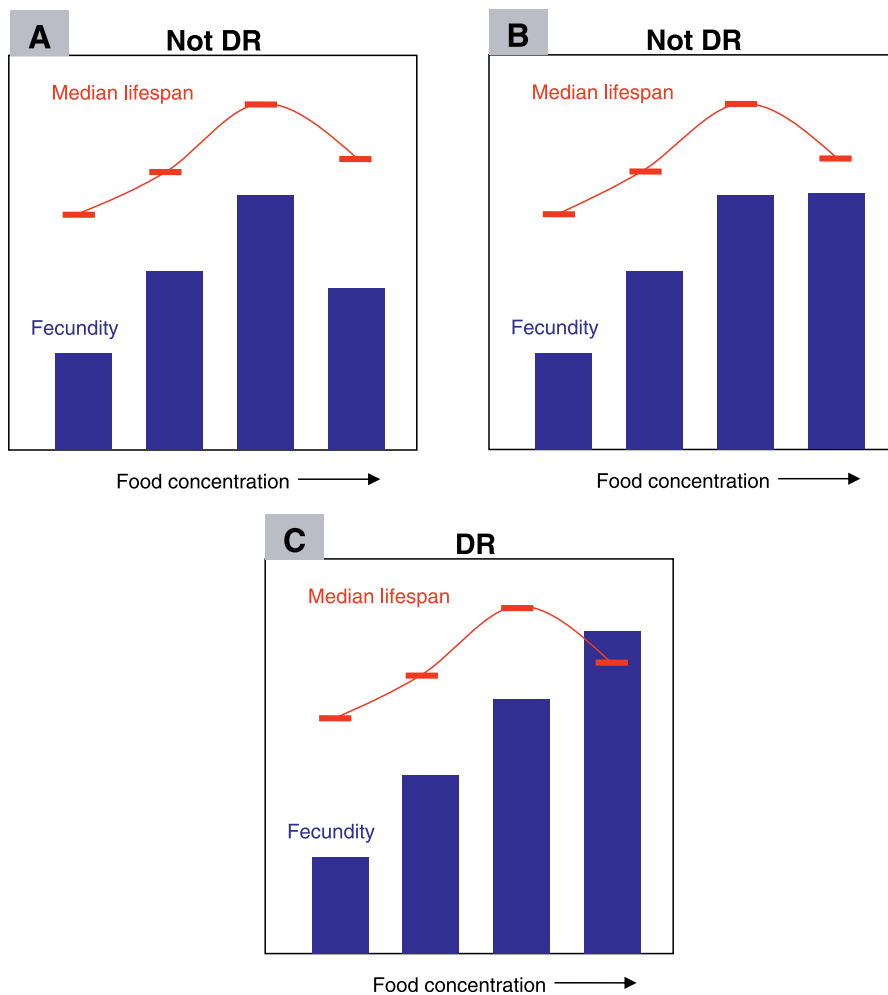 A
Not DR
Median lifespan
Fecundity
Food concentration
B
Not DR
Median lifespan
Fecundity
Food concentration
C
DR
Median lifespan
Fecundity
Food concentration